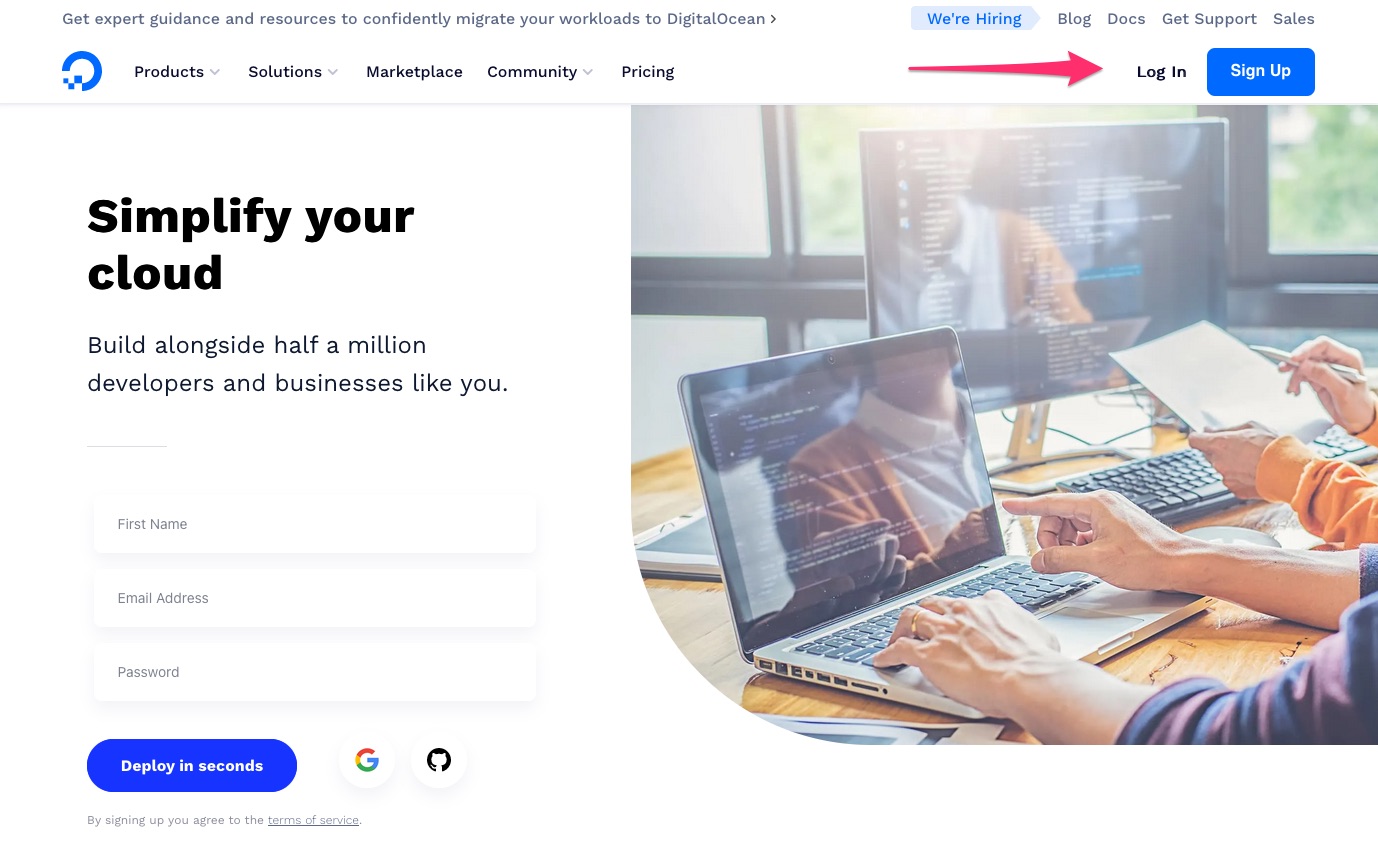 Get expert guidance and resources to confidently migrate your workloads to DigitalOcean >
We're Hiring Blog Docs Get Support Sales
Products Solutions Marketplace Community Pricing
Log In Sign Up
Simplify your
cloud
Build alongside half a million
developers and businesses like you.
First Name
Email Address
Password
Deploy in seconds
By signing up you agree to the terms of service.